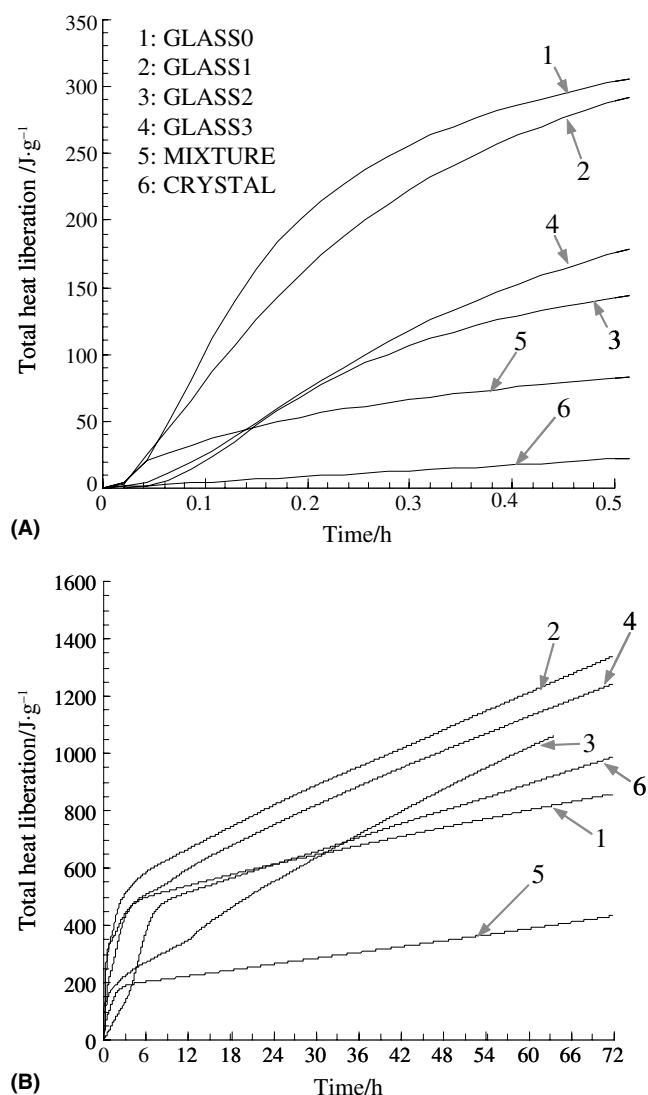 350
300
250
200
150
100
50
0
Total heat liberation /J·g⁻¹
1: GLASS0
2: GLASS1
3: GLASS2
4: GLASS3
5: MIXTURE
6: CRYSTAL
1
2
4
3
5
6
0 0.1 0.2 0.3 0.4 0.5
(A)
Time/h
1600
1400
1200
1000
800
600
400
200
0
Total heat liberation/J·g⁻¹
2
4
3
6
1
5
0 6 12 18 24 30 36 42 48 54 60 66 72
(B)
Time/h